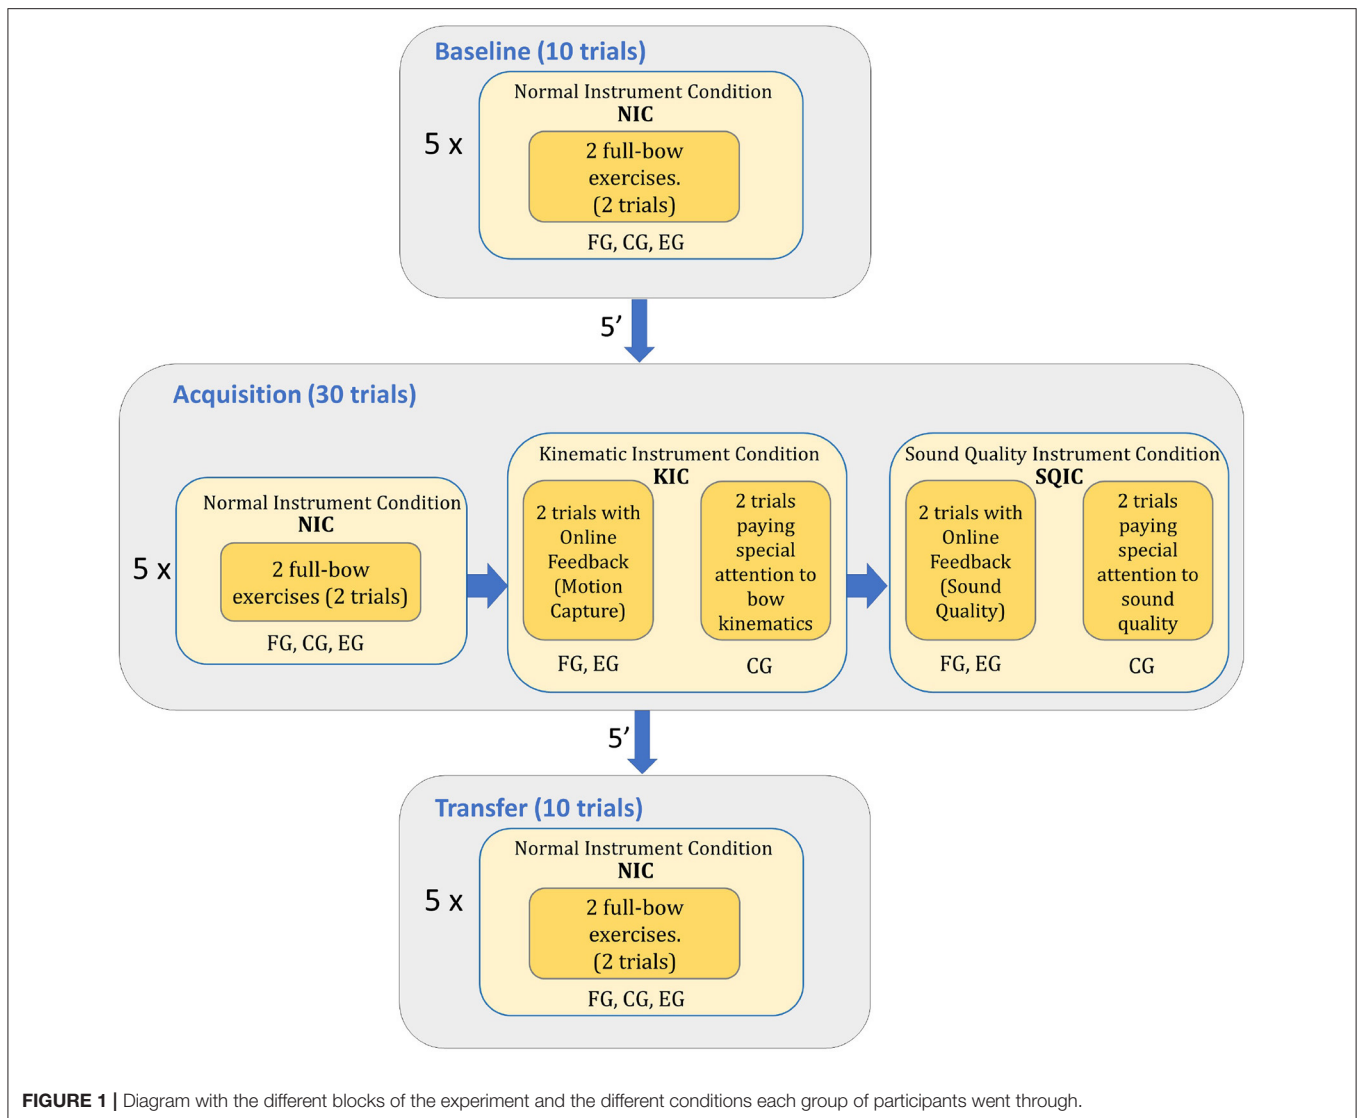 Baseline (10 trials)
Normal Instrument Condition
NIC
5 x
2 full-bow
exercises.
(2 trials)
FG, CG, EG
5’
Acquisition (30 trials)
5 x
Normal Instrument Condition
NIC
2 full-bow
exercises (2 trials)
FG, CG, EG
Kinematic Instrument Condition
KIC
2 trials with
Online
Feedback
(Motion
Capture)
FG, EG
2 trials
paying
special
attention to
bow
kinematics
CG
Sound Quality Instrument Condition
SQIC
2 trials with
Online
Feedback
(Sound
Quality)
FG, EG
2 trials
paying
special
attention to
sound
quality
CG
5’
Transfer (10 trials)
Normal Instrument Condition
NIC
5 x
2 full-bow
exercises.
(2 trials)
FG, CG, EG
FIGURE 1 | Diagram with the different blocks of the experiment and the different conditions each group of participants went through.